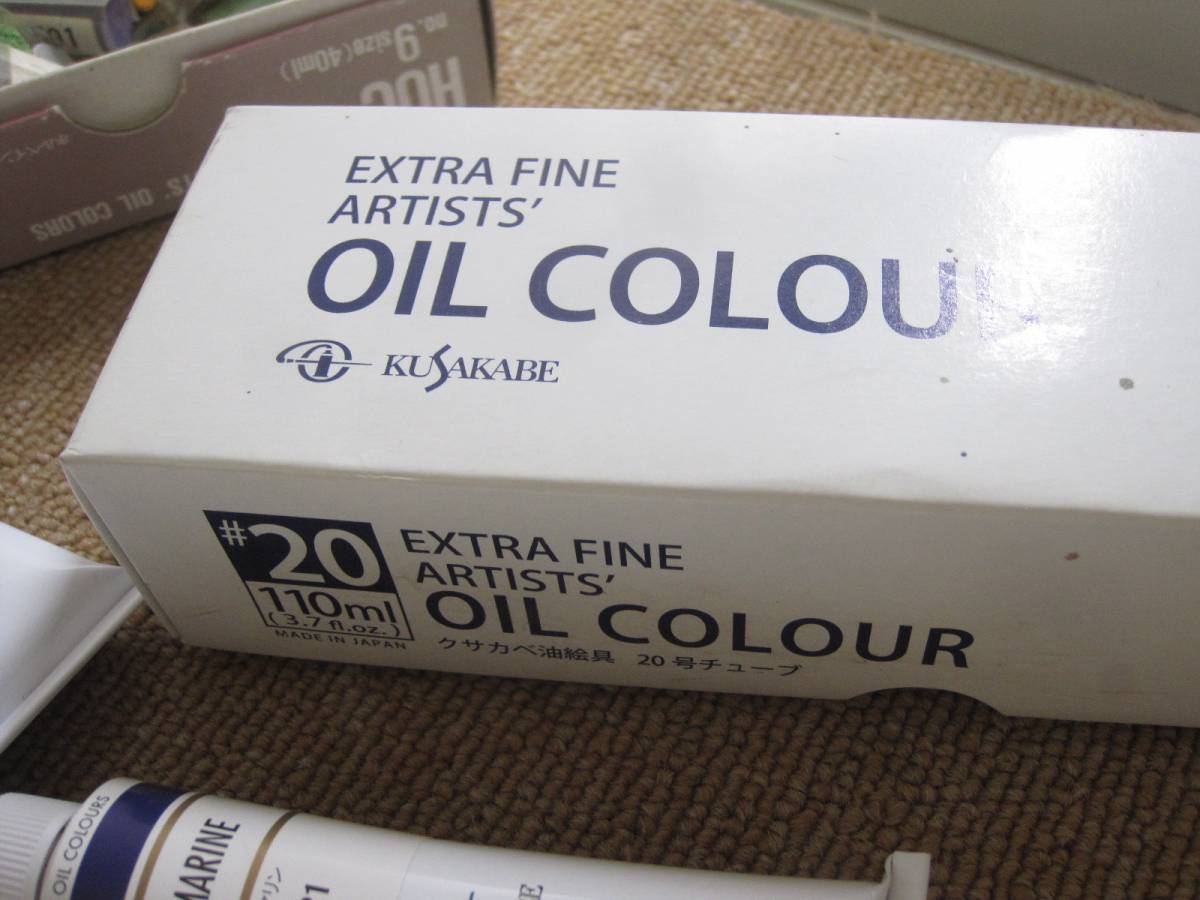 01
no.9 size(40ml)
OIL COLORS
EXTRA FINE
ARTISTS'
OIL COLOUR
KUSAKABE
#20
110ml
(3.7 fl.oz.)
MADE IN JAPAN
EXTRA FINE
ARTISTS'
OIL COLOUR
クサカベ油絵具 20号チューブ
OIL COLOURS
MARINE